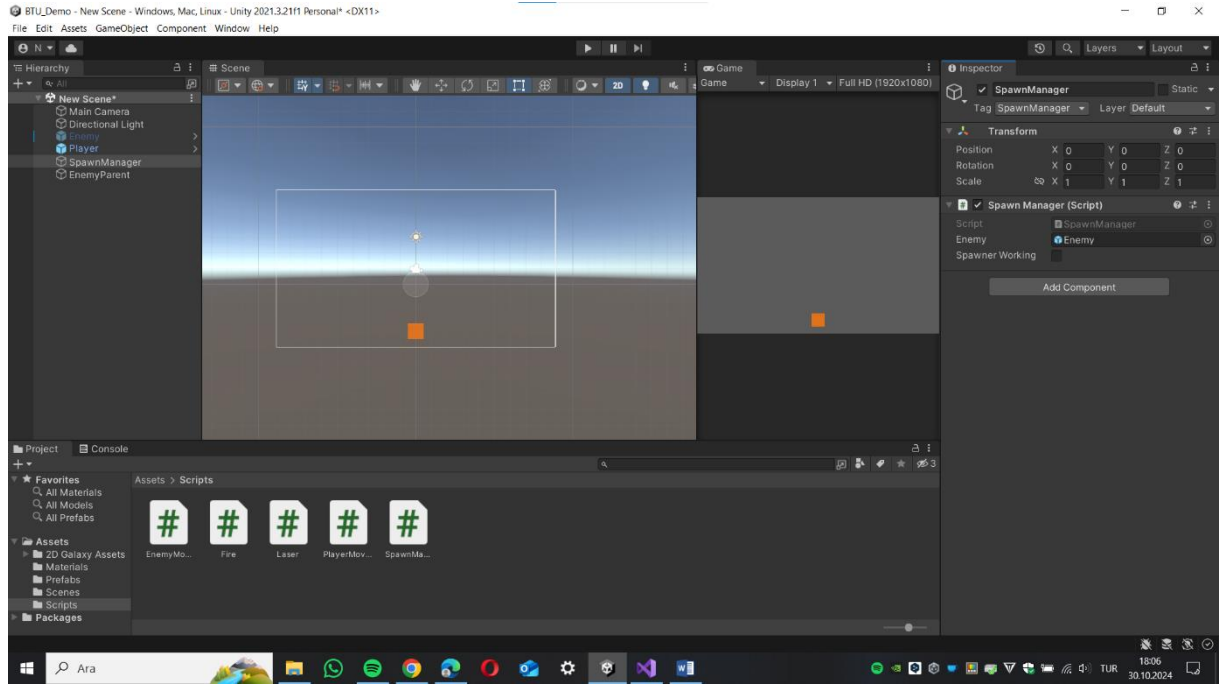 BTU_Demo - New Scene - Windows, Mac, Linux - Unity 2021.3.21f1 Personal* <DX11>
File Edit Assets GameObject Component Window Help
N
Layers Layout
Hierarchy
All
New Scene*
Main Camera
Directional Light
Enemy
Player
SpawnManager
EnemyParent
Scene
2D
Game
Game Display 1 Full HD (1920x1080)
Inspector
SpawnManager Static
Tag SpawnManager Layer Default
Transform
Position X 0 Y 0 Z 0
Rotation X 0 Y 0 Z 0
Scale X 1 Y 1 Z 1
Spawn Manager (Script)
Script SpawnManager
Enemy Enemy
Spawner Working
Add Component
Project Console
3
Favorites
All Materials
All Models
All Prefabs
Assets
2D Galaxy Assets
Materials
Prefabs
Scenes
Scripts
Packages
Assets > Scripts
EnemyMo... Fire Laser PlayerMov... SpawnMa...
Ara
TUR
18:06
30.10.2024